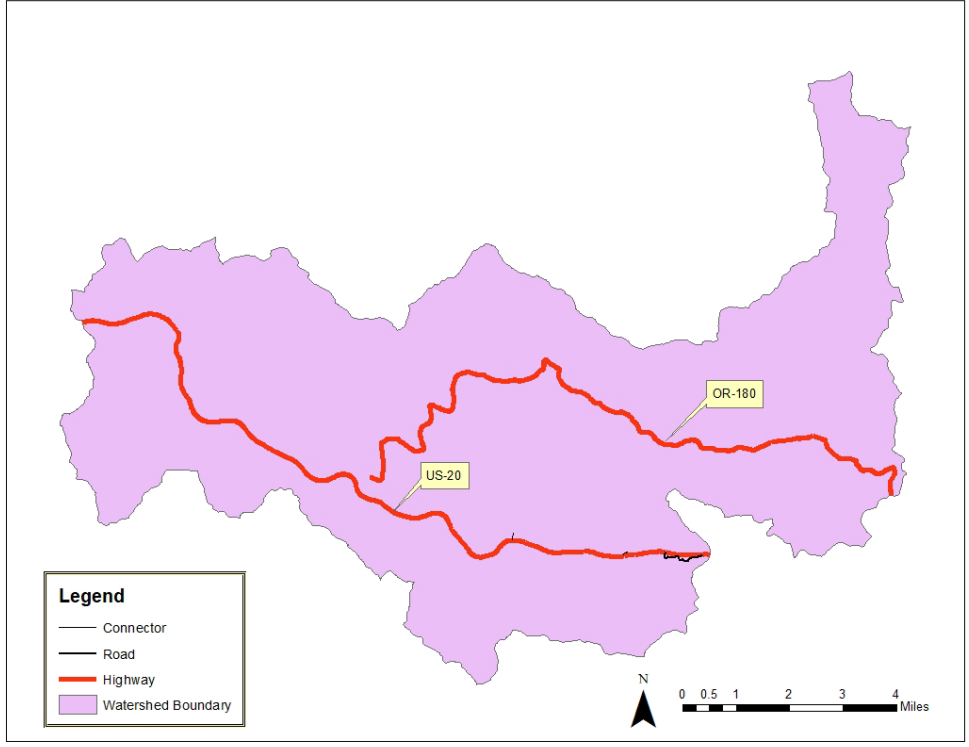 OR-180
US-20
Legend
Connector
Road
Highway
Watershed Boundary
N
0 0.5 1 2 3 4
Miles